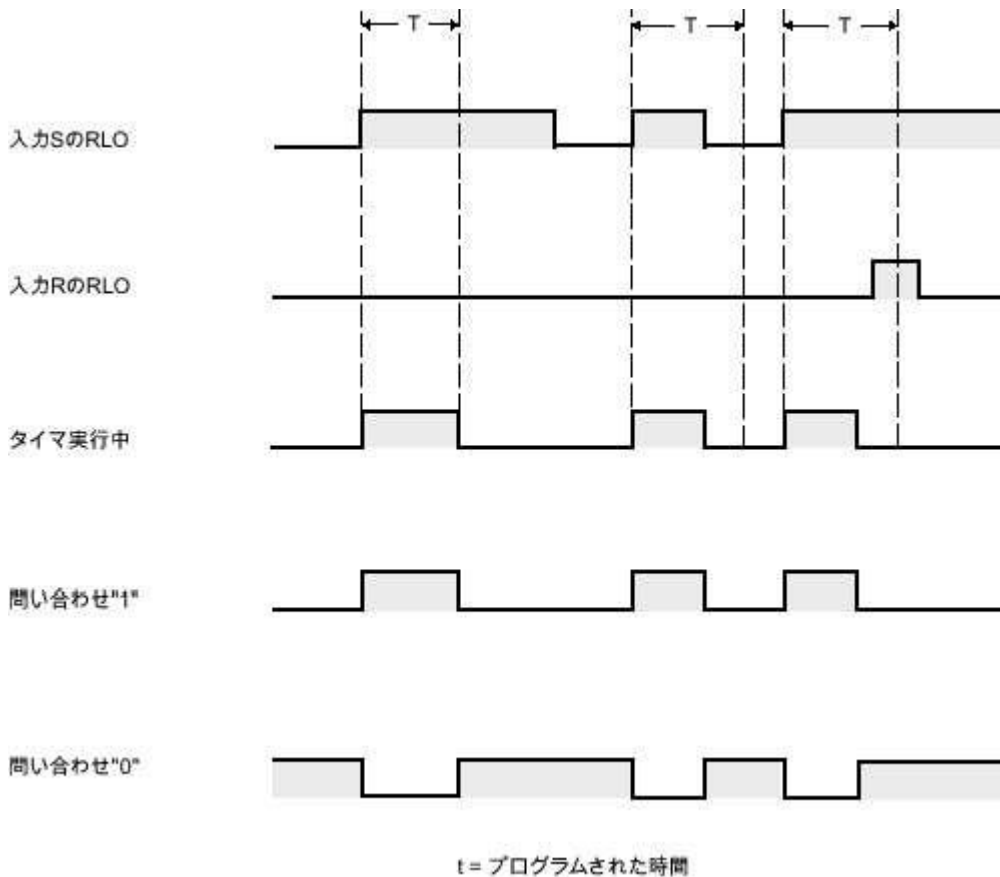 T T T
入力SのRLO
入力RのRLO
タイマ実行中
問い合わせ"1"
問い合わせ"0"
t = プログラムされた時間